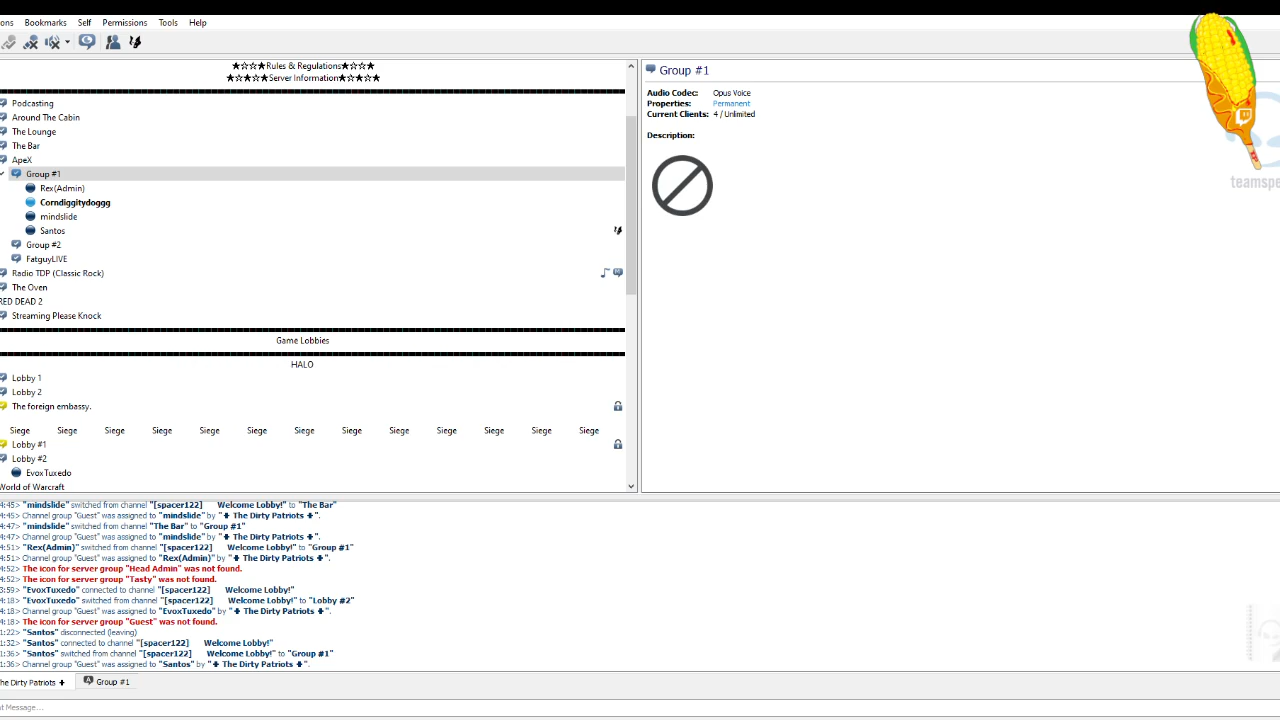 ons Bookmarks Self Permissions Tools Help
★☆☆★Rules & Regulations★☆☆★
★☆★☆★Server Information★☆★☆★
Podcasting
Around The Cabin
The Lounge
The Bar
ApeX
Group #1
Rex(Admin)
Corndiggitydoggg
mindslide
Santos
Group #2
FatguyLIVE
Radio TDP (Classic Rock)
The Oven
RED DEAD 2
Streaming Please Knock
Game Lobbies
HALO
Lobby 1
Lobby 2
The foreign embassy.
Siege Siege Siege Siege Siege Siege Siege Siege Siege Siege Siege Siege Siege
Lobby #1
Lobby #2
EvoxTuxedo
World of Warcraft
Group #1
Audio Codec: Opus Voice
Properties: Permanent
Current Clients: 4 / Unlimited
Description:
teamspe
4:45> "mindslide" switched from channel "[spacer122] Welcome Lobby!" to "The Bar"
4:45> Channel group "Guest" was assigned to "mindslide" by "✦ The Dirty Patriots ✦".
4:47> "mindslide" switched from channel "The Bar" to "Group #1"
4:47> Channel group "Guest" was assigned to "mindslide" by "✦ The Dirty Patriots ✦".
4:51> "Rex(Admin)" switched from channel "[spacer122] Welcome Lobby!" to "Group #1"
4:51> Channel group "Guest" was assigned to "Rex(Admin)" by "✦ The Dirty Patriots ✦".
4:52> The icon for server group "Head Admin" was not found.
4:52> The icon for server group "Tasty" was not found.
3:59> "EvoxTuxedo" connected to channel "[spacer122] Welcome Lobby!"
4:18> "EvoxTuxedo" switched from channel "[spacer122] Welcome Lobby!" to "Lobby #2"
4:18> Channel group "Guest" was assigned to "EvoxTuxedo" by "✦ The Dirty Patriots ✦".
4:18> The icon for server group "Guest" was not found.
1:22> "Santos" disconnected (leaving)
1:32> "Santos" connected to channel "[spacer122] Welcome Lobby!"
1:36> "Santos" switched from channel "[spacer122] Welcome Lobby!" to "Group #1"
1:36> Channel group "Guest" was assigned to "Santos" by "✦ The Dirty Patriots ✦".
The Dirty Patriots ✦ Group #1
t Message...